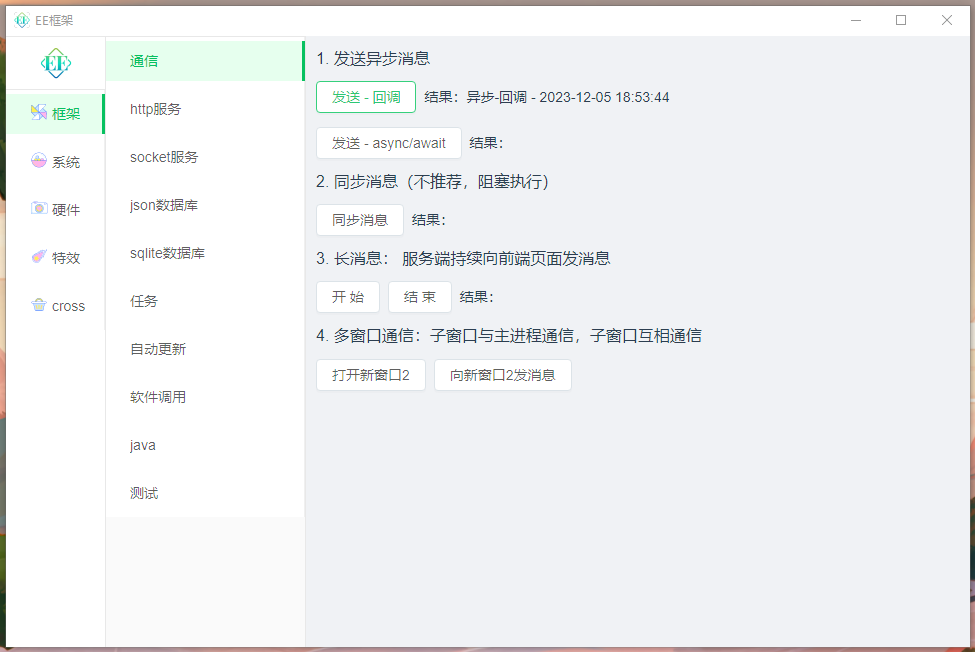 EE框架
EE
框架
系统
硬件
特效
cross
通信
http服务
socket服务
json数据库
sqlite数据库
任务
自动更新
软件调用
java
测试
1. 发送异步消息
发送 - 回调 结果：异步-回调 - 2023-12-05 18:53:44
发送 - async/await 结果：
2. 同步消息（不推荐，阻塞执行）
同步消息 结果：
3. 长消息： 服务端持续向前端页面发消息
开 始 结 束 结果：
4. 多窗口通信：子窗口与主进程通信，子窗口互相通信
打开新窗口2 向新窗口2发消息